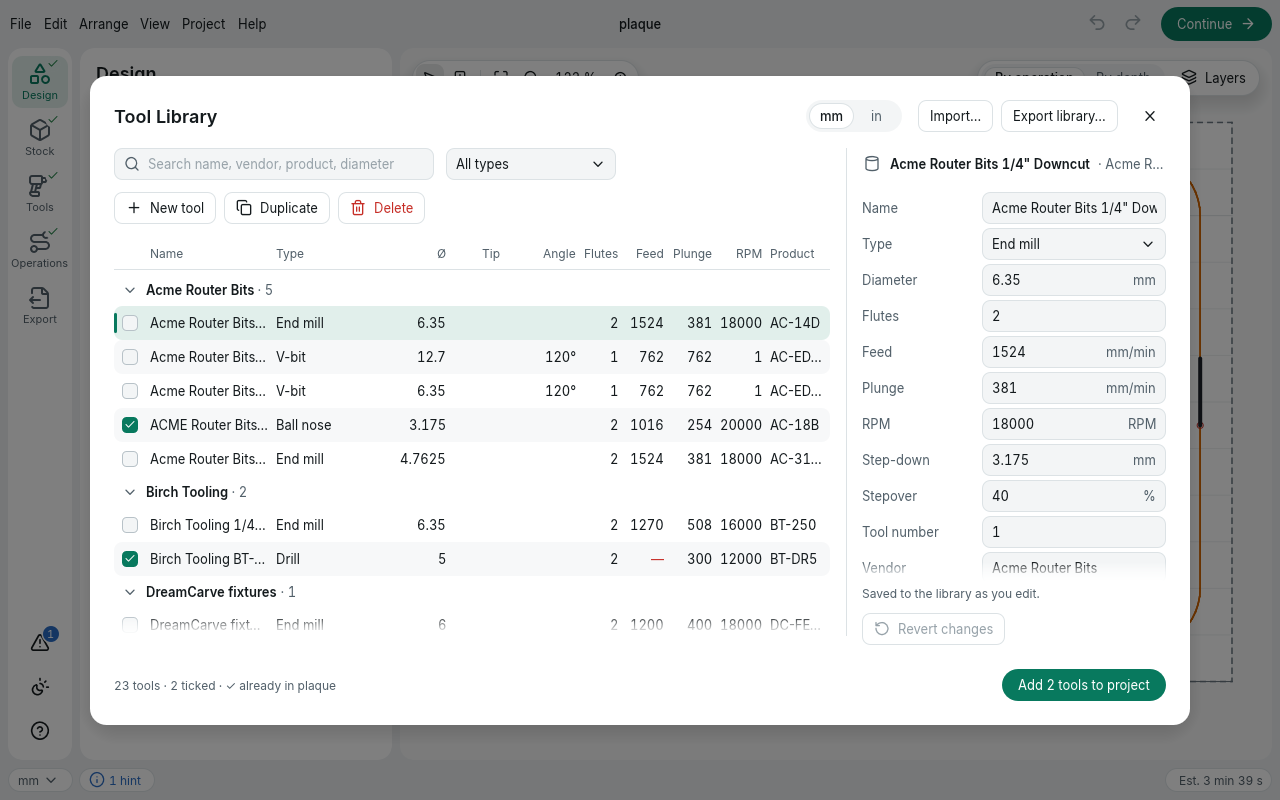 File Edit Arrange View Project Help
plaque
Continue
Design
Tool Library
mm in
Import...
Export library...
Layers
Design
Stock
Tools
Operations
Export
Search name, vendor, product, diameter
All types
New tool
Duplicate
Delete
Name Type Ø Tip Angle Flutes Feed Plunge RPM Product
Acme Router Bits · 5
Acme Router Bits... End mill 6.35 2 1524 381 18000 AC-14D
Acme Router Bits... V-bit 12.7 120° 1 762 762 1 AC-ED...
Acme Router Bits... V-bit 6.35 120° 1 762 762 1 AC-ED...
ACME Router Bits... Ball nose 3.175 2 1016 254 20000 AC-18B
Acme Router Bits... End mill 4.7625 2 1524 381 18000 AC-31...
Birch Tooling · 2
Birch Tooling 1/4... End mill 6.35 2 1270 508 16000 BT-250
Birch Tooling BT-... Drill 5 2 — 300 12000 BT-DR5
DreamCarve fixtures · 1
DreamCarve fixt... End mill 6 2 1200 400 18000 DC-FE...
Acme Router Bits 1/4" Downcut · Acme R...
Name Acme Router Bits 1/4" Dow
Type End mill
Diameter 6.35 mm
Flutes 2
Feed 1524 mm/min
Plunge 381 mm/min
RPM 18000 RPM
Step-down 3.175 mm
Stepover 40 %
Tool number 1
Vendor Acme Router Bits
Saved to the library as you edit.
Revert changes
23 tools · 2 ticked · ✓ already in plaque
Add 2 tools to project
1
mm
1 hint
Est. 3 min 39 s